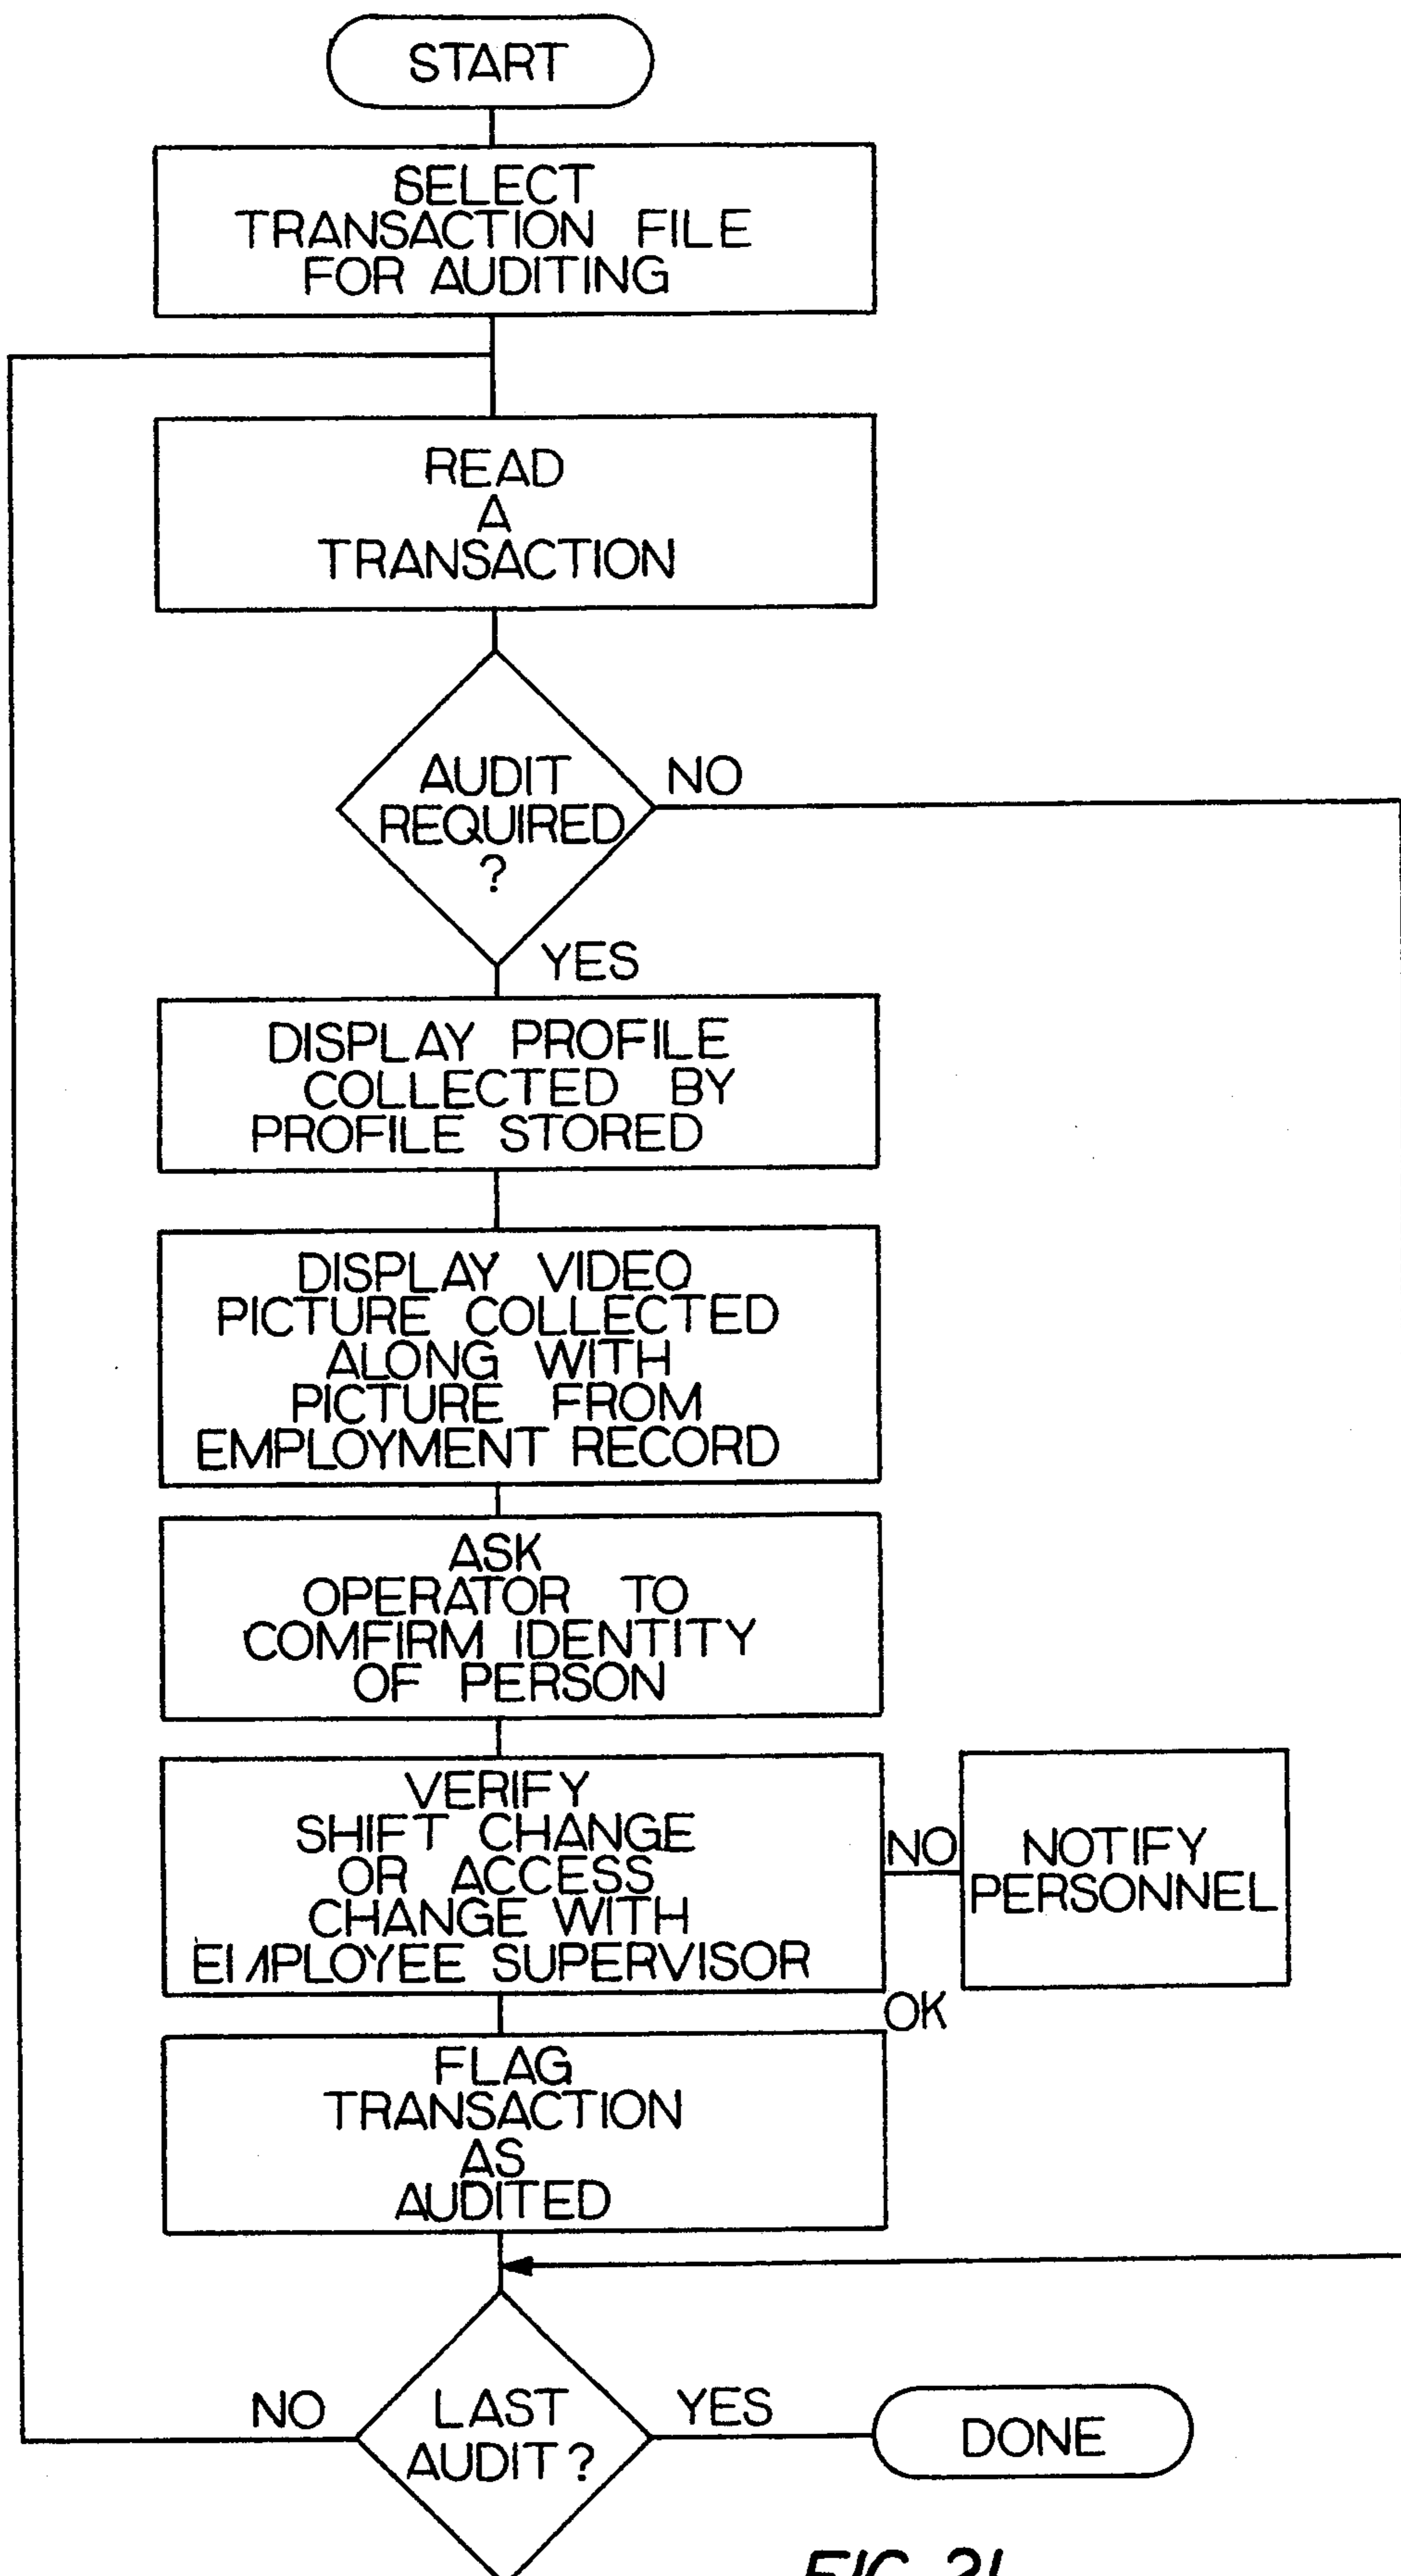 START
SELECT
TRANSACTION FILE
FOR AUDITING
READ
A
TRANSACTION
AUDIT
REQUIRED
?
NO
YES
DISPLAY PROFILE
COLLECTED BY
PROFILE STORED
DISPLAY VIDEO
PICTURE COLLECTED
ALONG WITH
PICTURE FROM
EMPLOYMENT RECORD
ASK
OPERATOR TO
COMFIRM IDENTITY
OF PERSON
VERIFY
SHIFT CHANGE
OR ACCESS
CHANGE WITH
EMPLOYEE SUPERVISOR
NO
NOTIFY
PERSONNEL
OK
FLAG
TRANSACTION
AS
AUDITED
NO
LAST
AUDIT?
YES
DONE